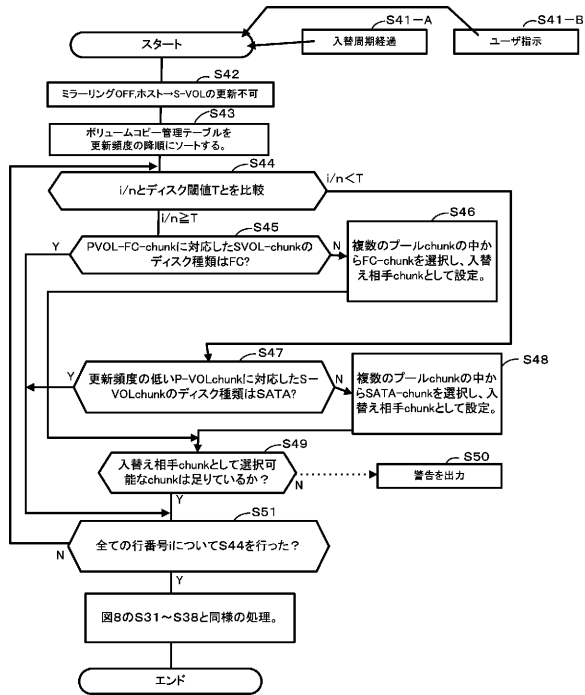 S41-A
S41-B
スタート
入替周期経過
ユーザ指示
S42
ミラーリングOFF,ホスト→S-VOLの更新不可
S43
ボリュームコピー管理テーブルを
更新頻度の降順にソートする。
S44
i/nとディスク閾値Tとを比較
i/n<T
i/n≧T
S45
PVOL-FC-chunkに対応したSVOL-chunkの
ディスク種類はFC?
Y
N
S46
複数のプールchunkの中か
らFC-chunkを選択し、入替
え相手chunkとして設定。
S47
更新頻度の低いP-VOLchunkに対応したS-
VOLchunkのディスク種類はSATA?
Y
N
S48
複数のプールchunkの中か
らSATA-chunkを選択し、入
替え相手chunkとして設定。
S49
入替え相手chunkとして選択可
能なchunkは足りているか?
N
Y
S50
警告を出力
S51
全ての行番号iについてS44を行った?
N
Y
図8のS31~S38と同様の処理。
エンド